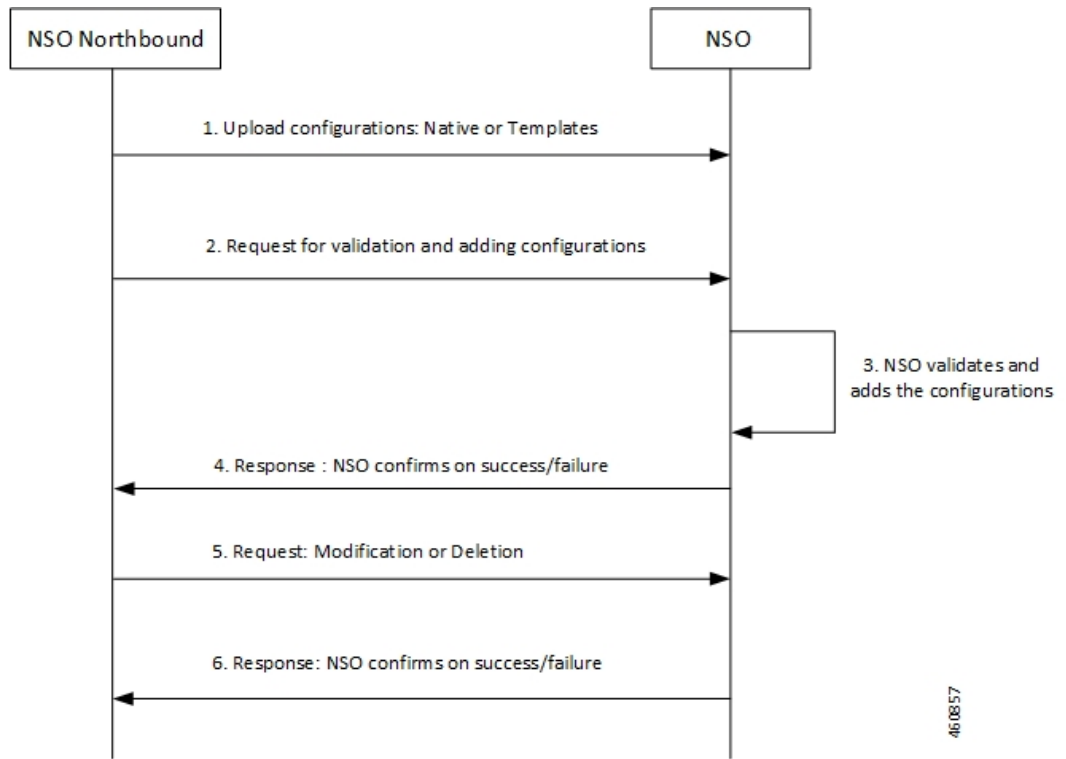 NSO Northbound
NSO
1. Upload configurations: Native or Templates
2. Request for validation and adding configurations
3. NSO validates and
adds the configurations
4. Response : NSO confirms on success/failure
5. Request: Modification or Deletion
6. Response: NSO confirms on success/failure
460857